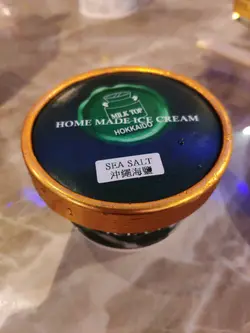 MILK TOP
HOME MADE ICE CREAM
HOKKAIDO
SEA SALT
沖繩海鹽